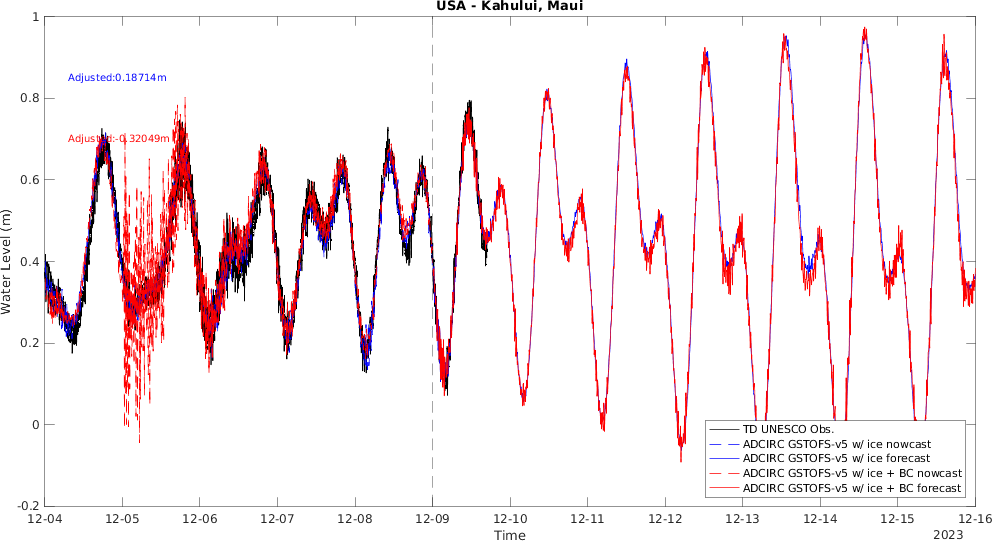 USA - Kahului, Maui
1
0.8
0.6
0.4
0.2
0
-0.2
Water Level (m)
Adjusted:0.18714m
Adjusted:-0.32049m
TD UNESCO Obs.
ADCIRC GSTOFS-v5 w/ ice nowcast
ADCIRC GSTOFS-v5 w/ ice forecast
ADCIRC GSTOFS-v5 w/ ice + BC nowcast
ADCIRC GSTOFS-v5 w/ ice + BC forecast
12-04 12-05 12-06 12-07 12-08 12-09 12-10 12-11 12-12 12-13 12-14 12-15 12-16
Time
2023